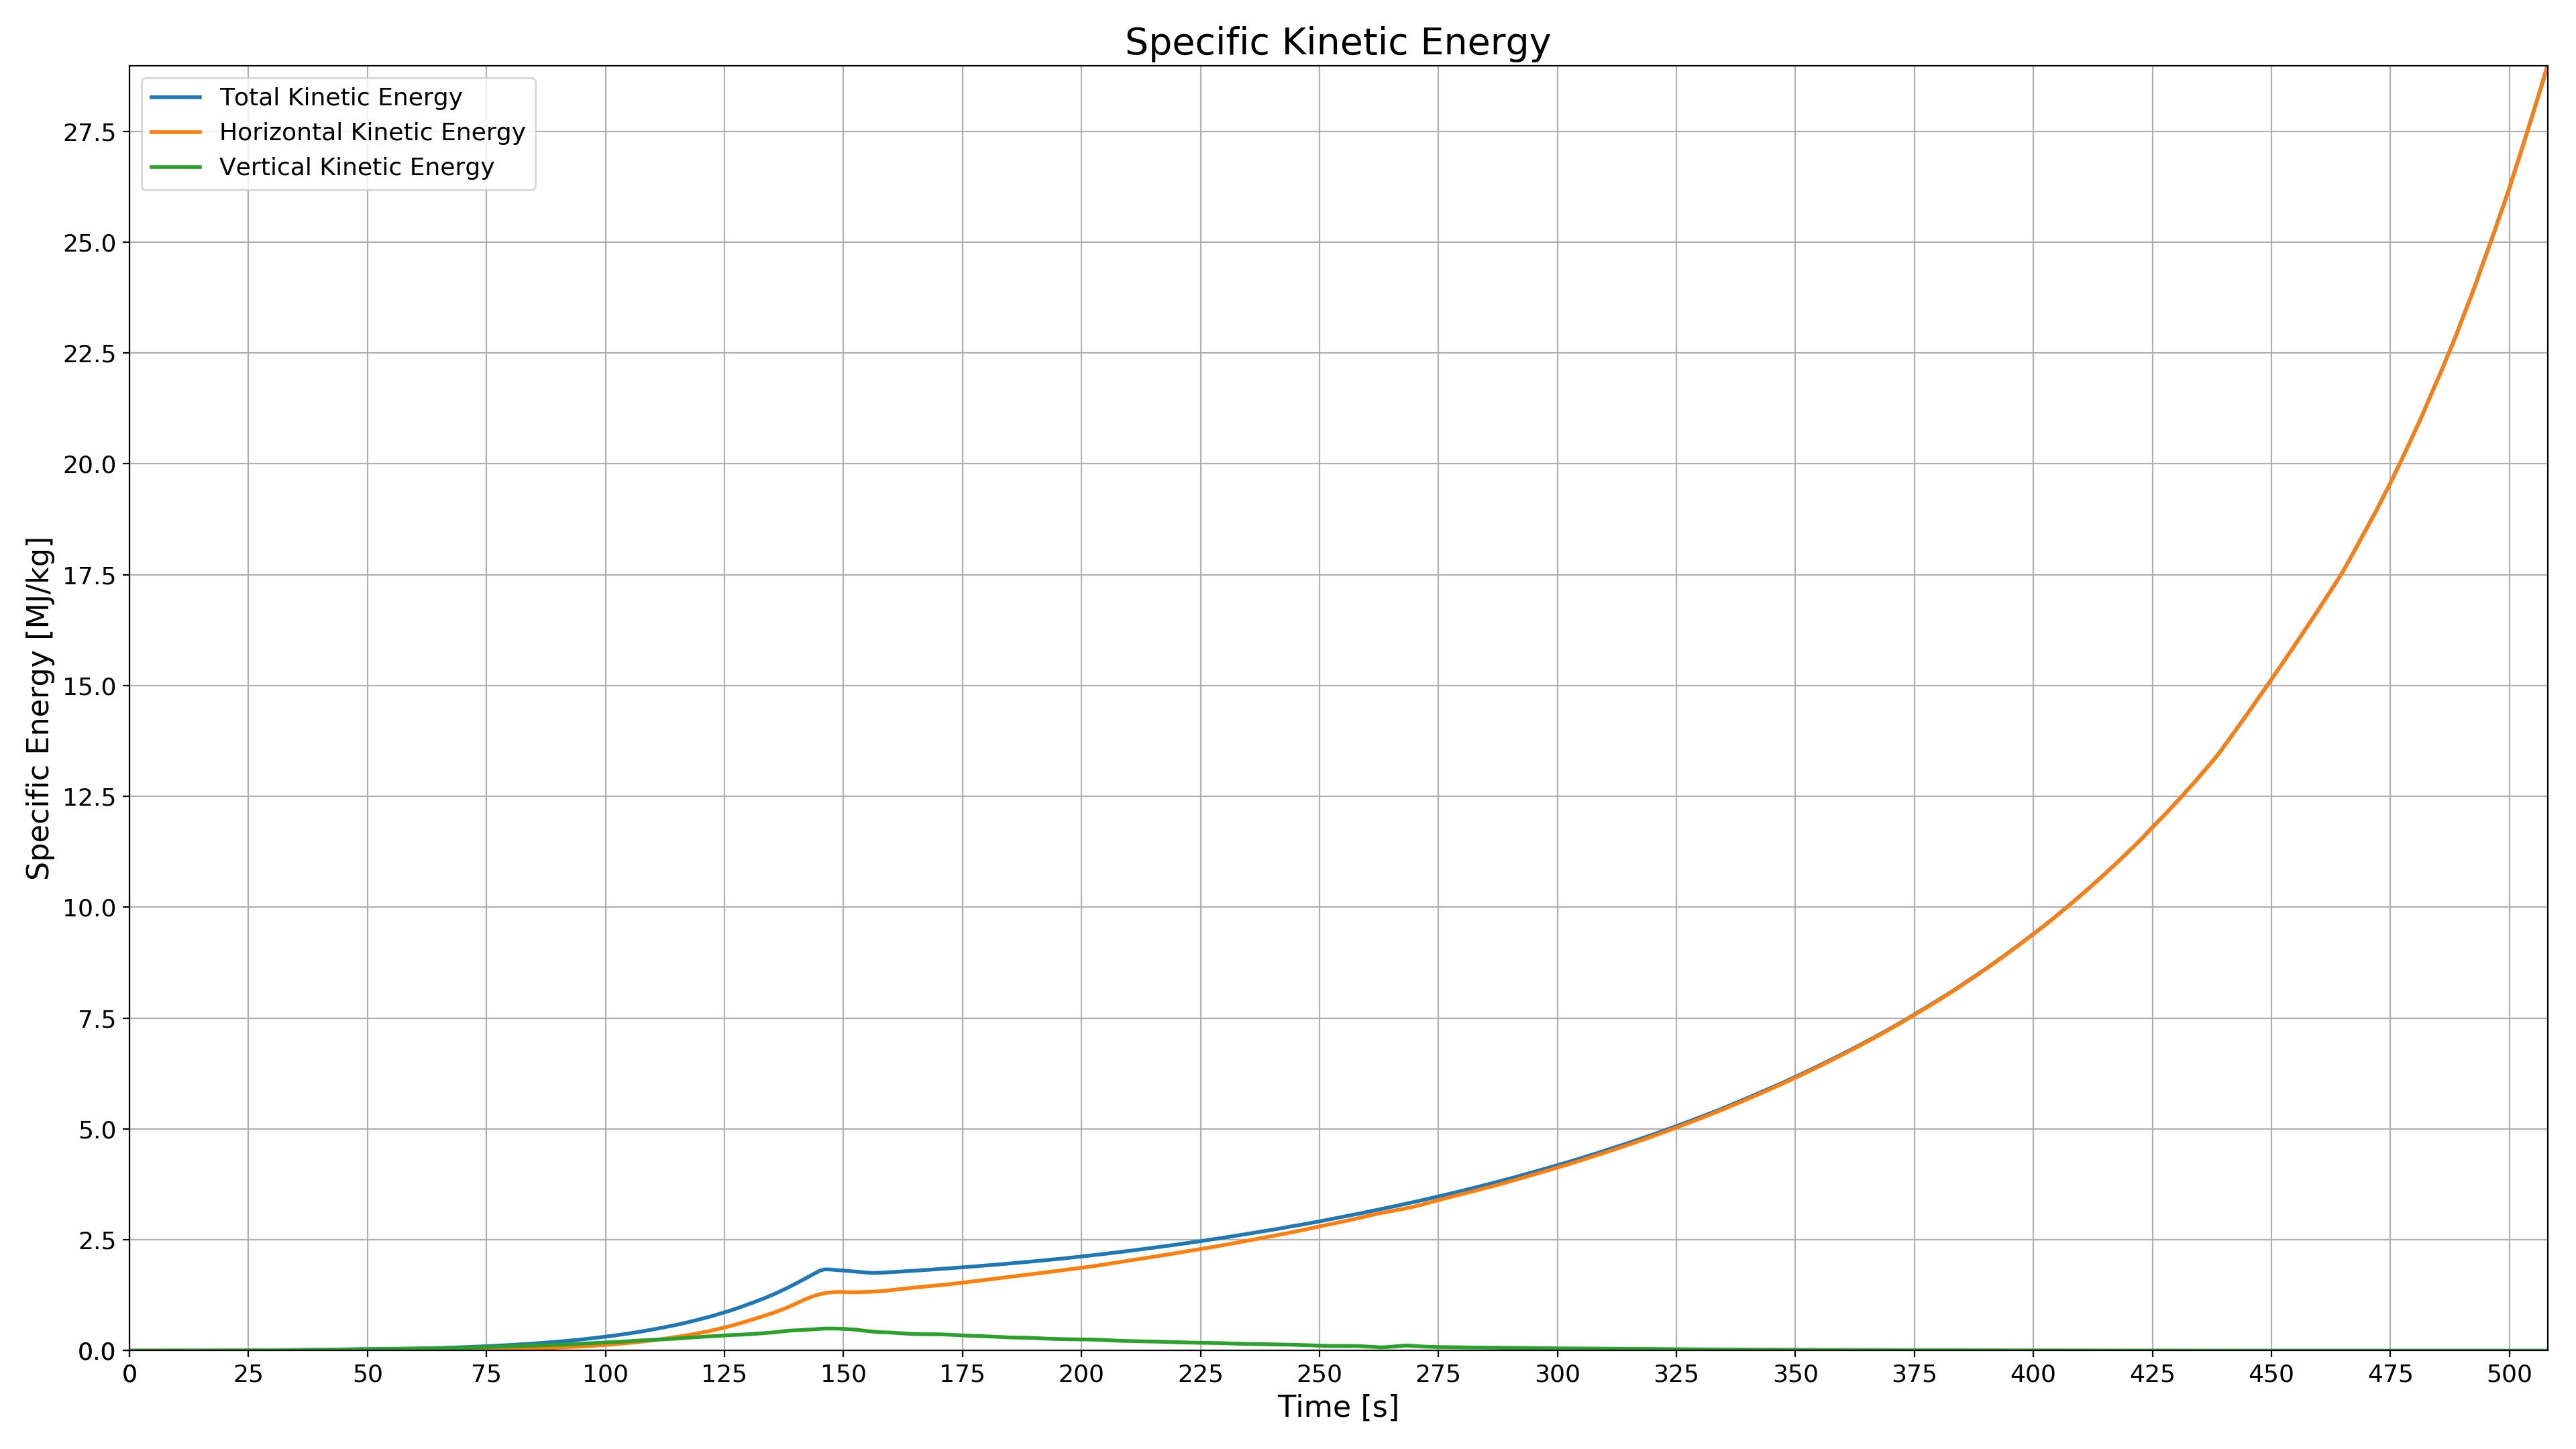 Specific Kinetic Energy
Total Kinetic Energy
Horizontal Kinetic Energy
Vertical Kinetic Energy
Specific Energy [MJ/kg]
27.5
25.0
22.5
20.0
17.5
15.0
12.5
10.0
7.5
5.0
2.5
0.0
0 25 50 75 100 125 150 175 200 225 250 275 300 325 350 375 400 425 450 475 500
Time [s]